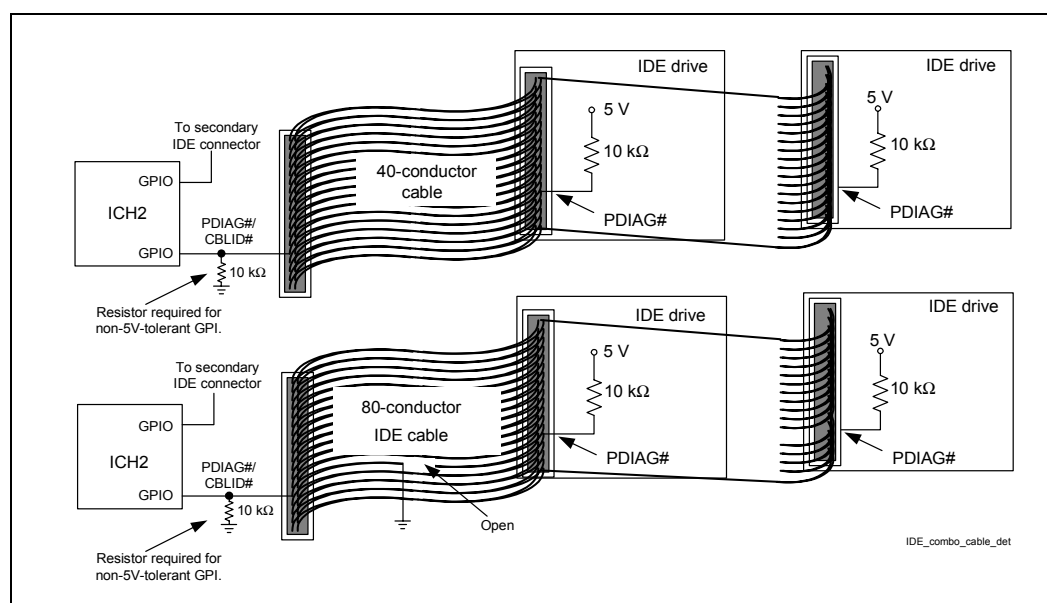 IDE drive
IDE drive
5 V
5 V
To secondary
IDE connector
10 kΩ
10 kΩ
40-conductor
cable
GPIO
ICH2
PDIAG#/
CBLID#
PDIAG#
PDIAG#
GPIO
10 kΩ
Resistor required for
non-5V-tolerant GPI.
IDE drive
IDE drive
5 V
5 V
To secondary
IDE connector
10 kΩ
10 kΩ
80-conductor
IDE cable
GPIO
ICH2
PDIAG#/
CBLID#
PDIAG#
PDIAG#
GPIO
10 kΩ
Open
Resistor required for
non-5V-tolerant GPI.
IDE_combo_cable_det